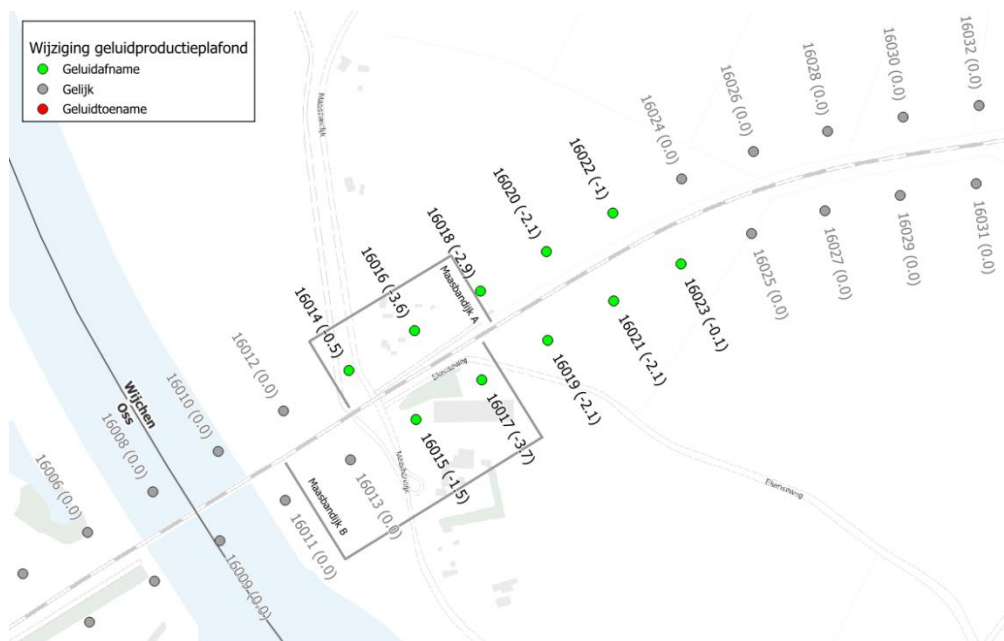 Wijziging geluidproductieplafond
Geluidafname
Gelijk
Geluidtoename
Maasbandijk
16032 (0.0)
16030 (0.0)
16028 (0.0)
16026 (0.0)
16024 (0.0)
16022 (-1)
16020 (-2.1)
16018 (-2.9)
Maasbandijk A
16016 (-3.6)
16014 (-0.5)
16012 (0.0)
16010 (0.0)
Wijchen
Oss
16008 (0.0)
16006 (0.0)
16031 (0.0)
16029 (0.0)
16027 (0.0)
16025 (0.0)
16023 (-0.1)
16021 (-2.1)
16019 (-2.1)
Elzenseweg
16017 (-3.7)
16015 (-1.5)
Maasbandijk
16013 (0.0)
Maasbandijk B
16011 (0.0)
16009 (0.0)